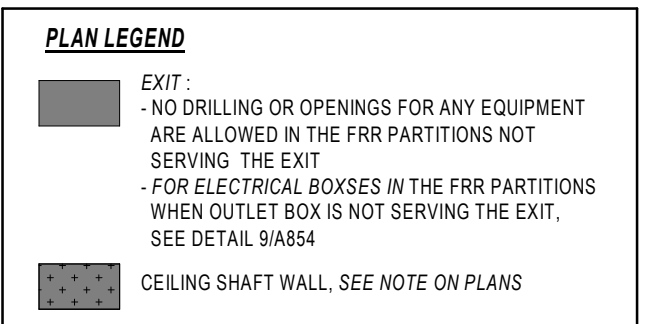 PLAN LEGEND
EXIT :
- NO DRILLING OR OPENINGS FOR ANY EQUIPMENT
ARE ALLOWED IN THE FRR PARTITIONS NOT
SERVING THE EXIT
- FOR ELECTRICAL BOXSES IN THE FRR PARTITIONS
WHEN OUTLET BOX IS NOT SERVING THE EXIT,
SEE DETAIL 9/A854
CEILING SHAFT WALL, SEE NOTE ON PLANS